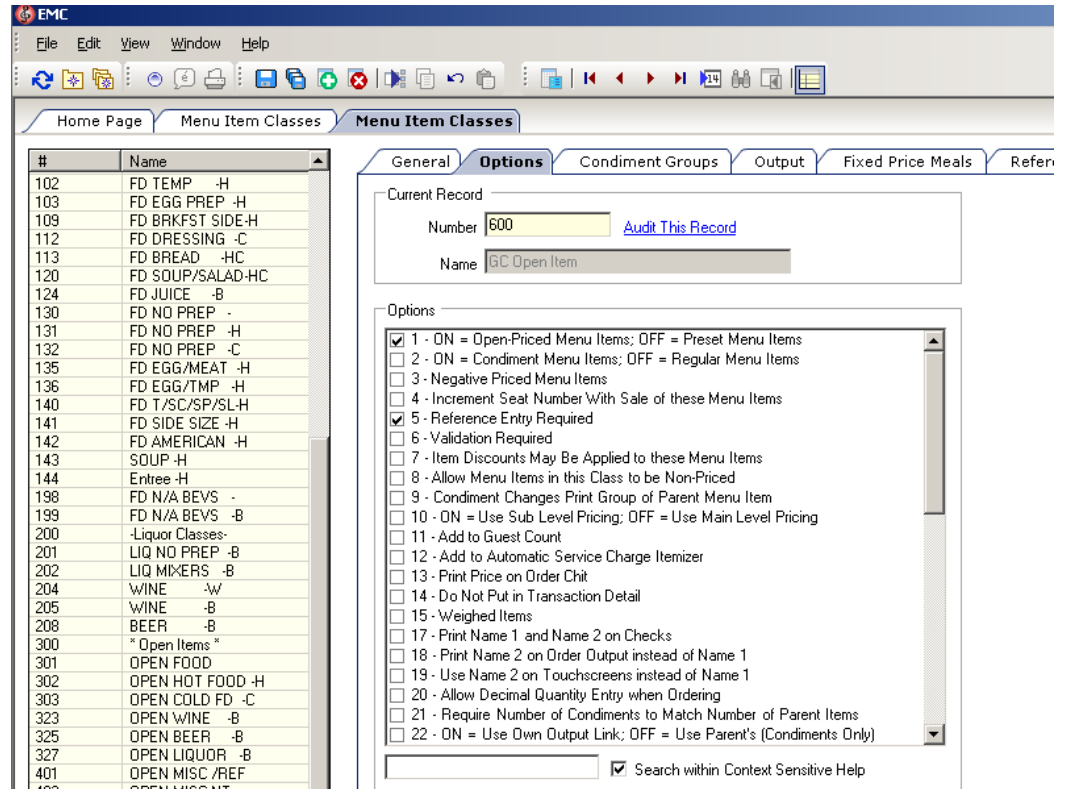 EMC
File Edit View Window Help
14
Home Page Menu Item Classes Menu Item Classes
# Name
102 FD TEMP -H
103 FD EGG PREP -H
109 FD BRKFST SIDE-H
112 FD DRESSING -C
113 FD BREAD -HC
120 FD SOUP/SALAD-HC
124 FD JUICE -B
130 FD NO PREP -
131 FD NO PREP -H
132 FD NO PREP -C
135 FD EGG/MEAT -H
136 FD EGG/TMP -H
140 FD T/SC/SP/SL-H
141 FD SIDE SIZE -H
142 FD AMERICAN -H
143 SOUP -H
144 Entree -H
198 FD N/A BEVS -
199 FD N/A BEVS -B
200 -Liquor Classes-
201 LIQ NO PREP -B
202 LIQ MIXERS -B
204 WINE -W
205 WINE -B
208 BEER -B
300 * Open Items *
301 OPEN FOOD
302 OPEN HOT FOOD -H
303 OPEN COLD FD -C
323 OPEN WINE -B
325 OPEN BEER -B
327 OPEN LIQUOR -B
401 OPEN MISC /REF
General Options Condiment Groups Output Fixed Price Meals Refer
Current Record
Number 600 Audit This Record
Name GC Open Item
Options
1 - ON = Open-Priced Menu Items; OFF = Preset Menu Items
2 - ON = Condiment Menu Items; OFF = Regular Menu Items
3 - Negative Priced Menu Items
4 - Increment Seat Number With Sale of these Menu Items
5 - Reference Entry Required
6 - Validation Required
7 - Item Discounts May Be Applied to these Menu Items
8 - Allow Menu Items in this Class to be Non-Priced
9 - Condiment Changes Print Group of Parent Menu Item
10 - ON = Use Sub Level Pricing; OFF = Use Main Level Pricing
11 - Add to Guest Count
12 - Add to Automatic Service Charge Itemizer
13 - Print Price on Order Chit
14 - Do Not Put in Transaction Detail
15 - Weighed Items
17 - Print Name 1 and Name 2 on Checks
18 - Print Name 2 on Order Output instead of Name 1
19 - Use Name 2 on Touchscreens instead of Name 1
20 - Allow Decimal Quantity Entry when Ordering
21 - Require Number of Condiments to Match Number of Parent Items
22 - ON = Use Own Output Link; OFF = Use Parent's (Condiments Only)
Search within Context Sensitive Help